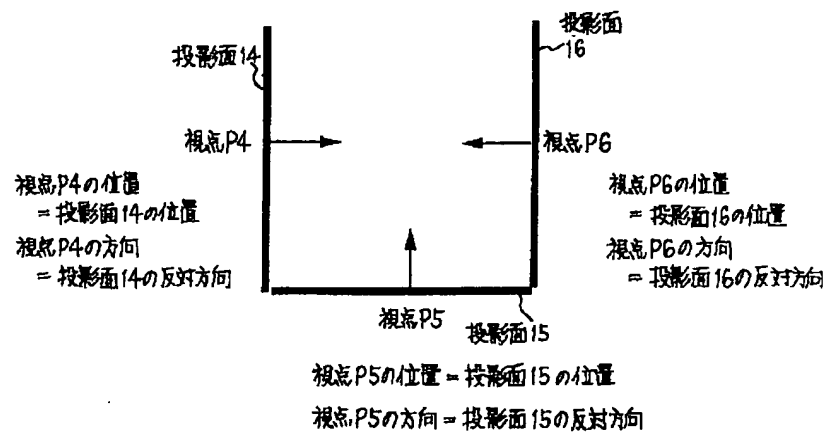 投影面14
投影面
16
視点P4
視点P6
視点P4の位置
=投影面14の位置
視点P4の方向
=投影面14の反対方向
視点P6の位置
=投影面16の位置
視点P6の方向
=投影面16の反対方向
視点P5
投影面15
視点P5の位置=投影面15の位置
視点P5の方向=投影面15の反対方向